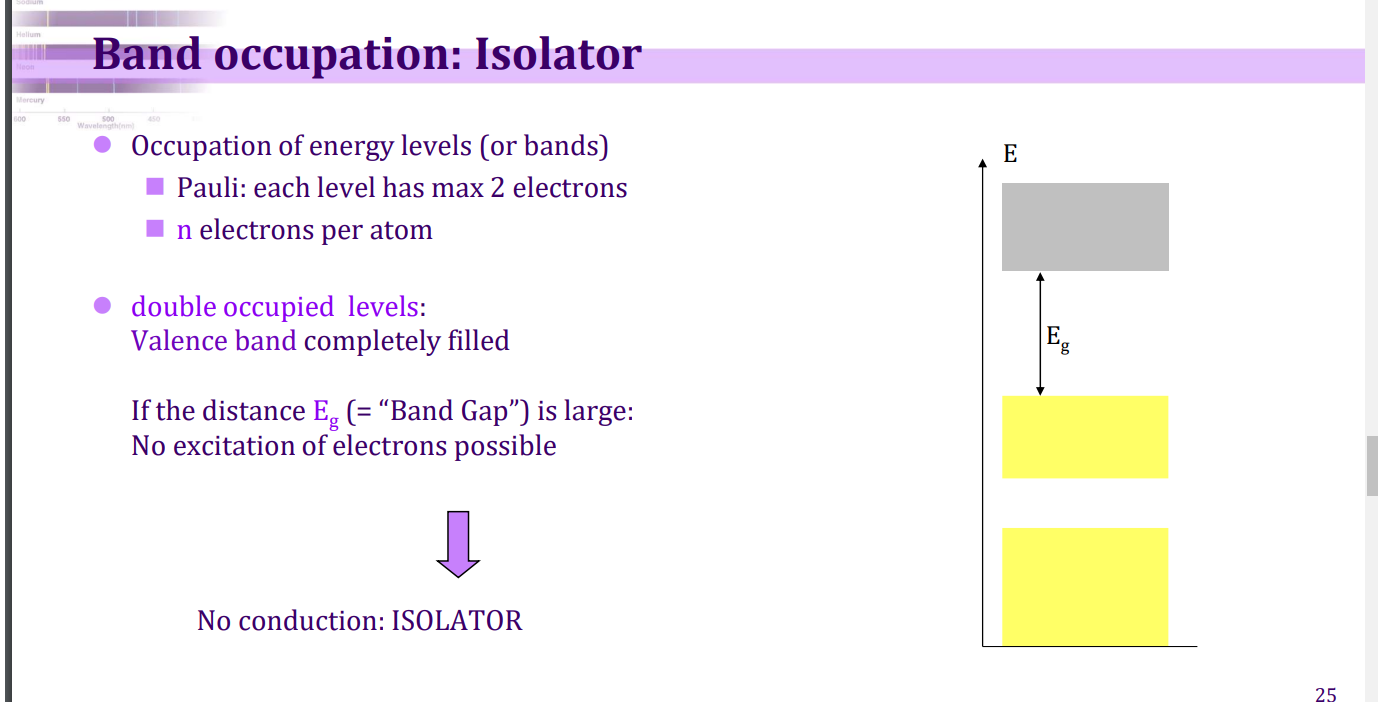 Sodium
Helium
Neon
Mercury
600 550 500 450
Wavelength(nm)
Band occupation: Isolator
Occupation of energy levels (or bands)
Pauli: each level has max 2 electrons
n electrons per atom
double occupied levels:
Valence band completely filled
If the distance Eg (= “Band Gap”) is large:
No excitation of electrons possible
No conduction: ISOLATOR
E
Eg
25